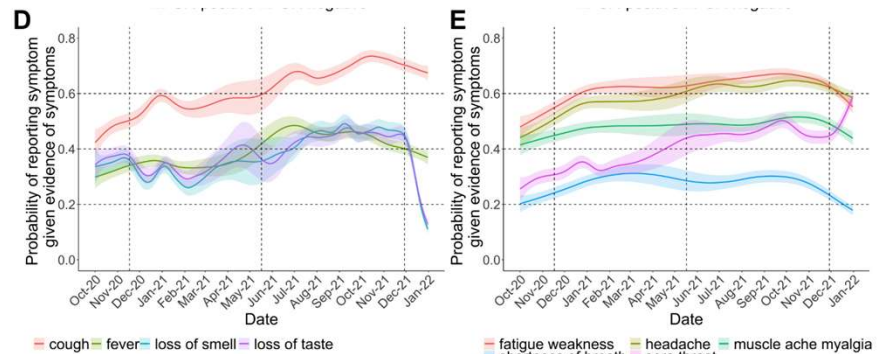 D
E
Probability of reporting symptom
given evidence of symptoms
0.8
0.6
0.4
0.2
0.0
Oct-20
Nov-20
Dec-20
Jan-21
Feb-21
Mar-21
Apr-21
May-21
Jun-21
Jul-21
Aug-21
Sep-21
Oct-21
Nov-21
Dec-21
Jan-22
Date
cough fever loss of smell loss of taste
Probability of reporting symptom
given evidence of symptoms
0.8
0.6
0.4
0.2
0.0
Oct-20
Nov-20
Dec-20
Jan-21
Feb-21
Mar-21
Apr-21
May-21
Jun-21
Jul-21
Aug-21
Sep-21
Oct-21
Nov-21
Dec-21
Jan-22
Date
fatigue weakness headache muscle ache myalgia